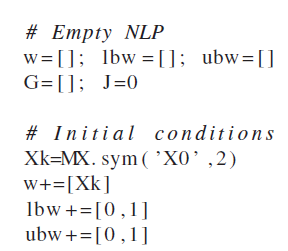 # Empty NLP
w=[]; lbw=[]; ubw=[]
G=[]; J=0
# Initial conditions
Xk=MX.sym('X0',2)
w+=[Xk]
lbw+=[0,1]
ubw+=[0,1]